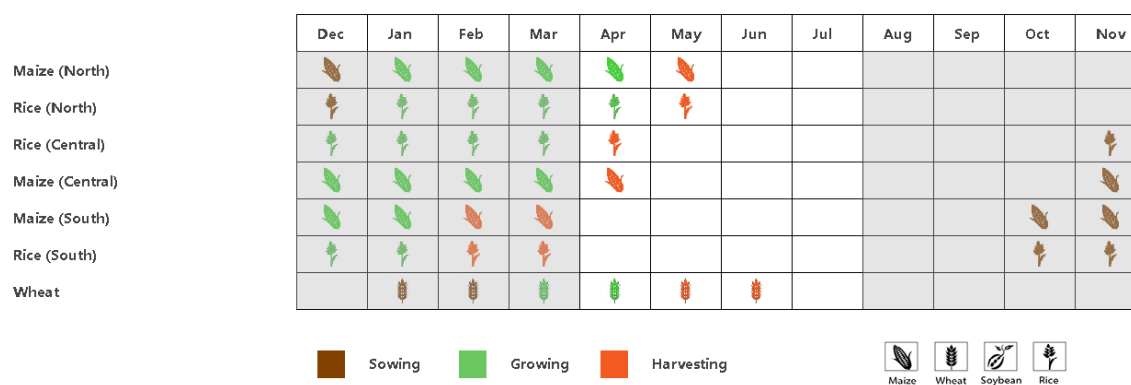 Dec Jan Feb Mar Apr May Jun Jul Aug Sep Oct Nov
Maize (North)
Rice (North)
Rice (Central)
Maize (Central)
Maize (South)
Rice (South)
Wheat
Sowing Growing Harvesting
Maize Wheat Soybean Rice